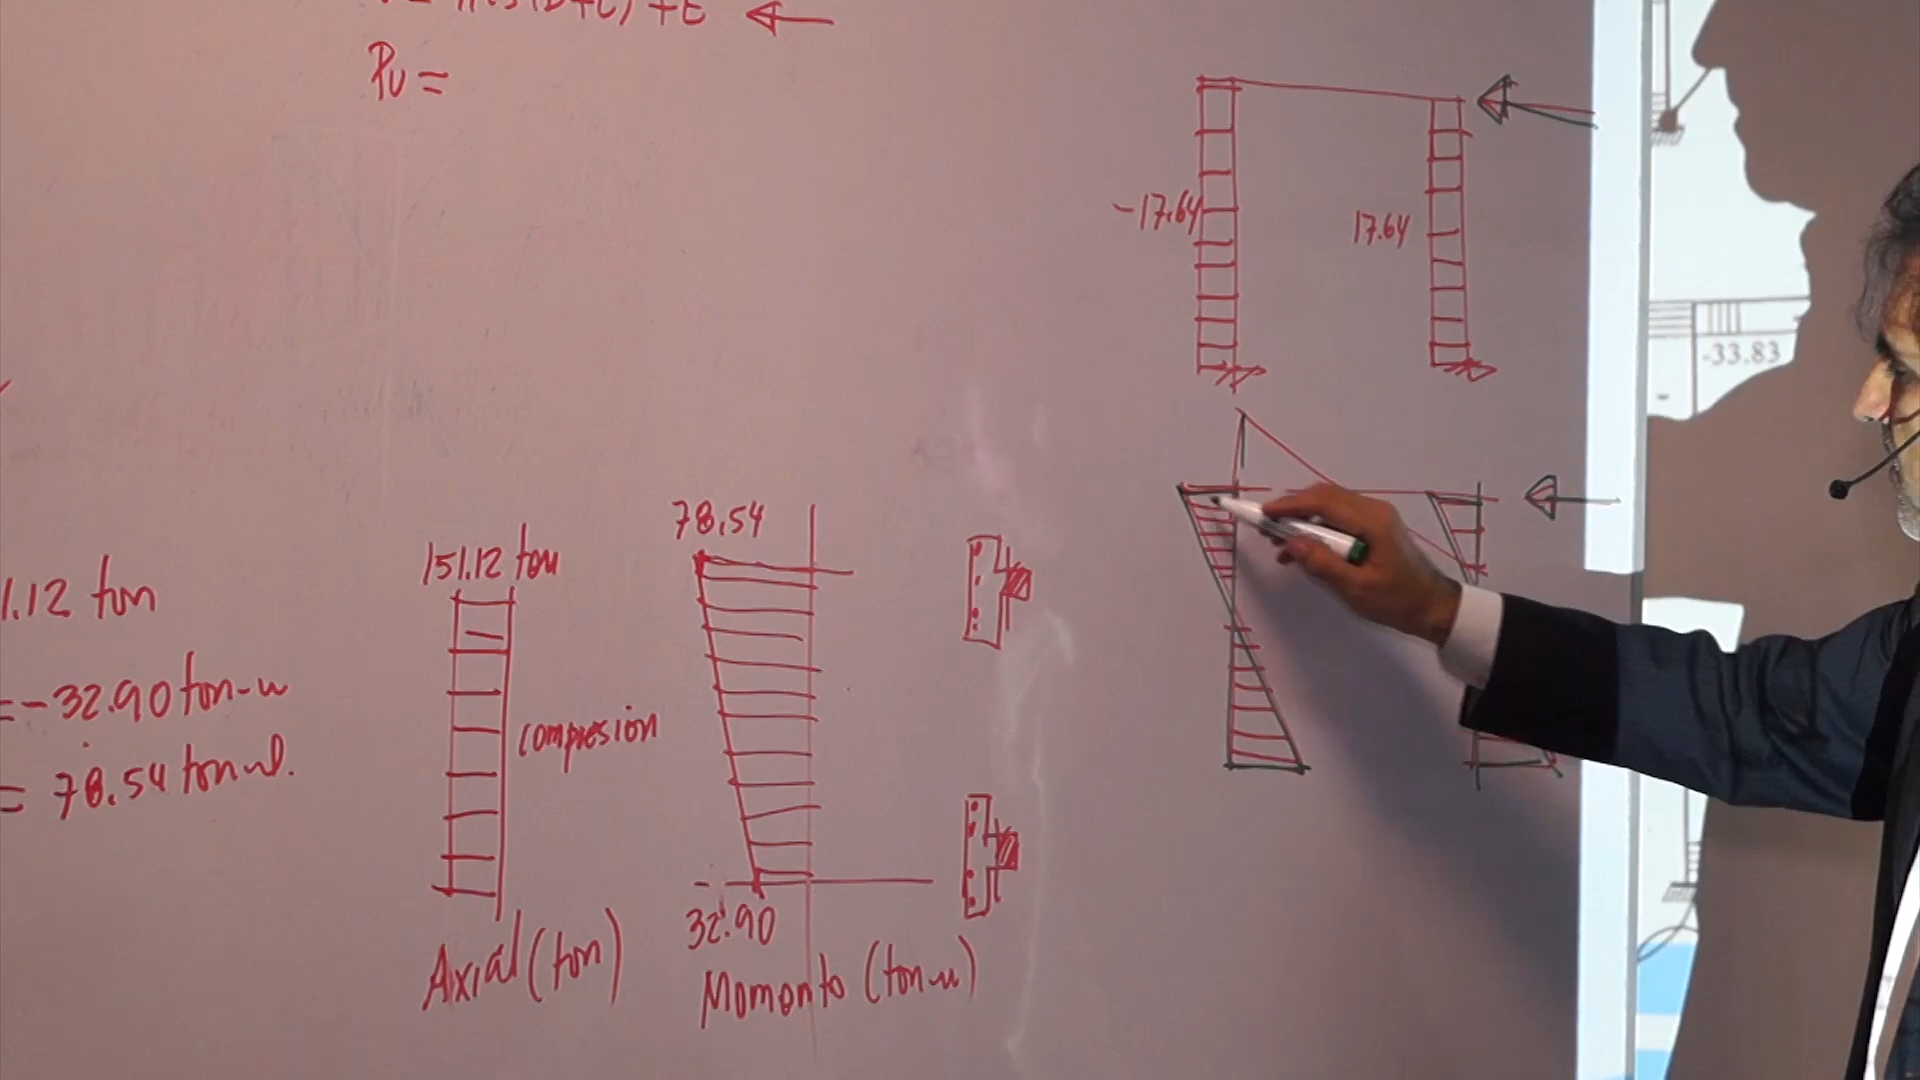 +E
Pu =
-17.64
17.64
-33.83
78.54
151.12 ton
1.12 ton
= -32.90 ton-m
compresión
= 78.54 ton-m.
32.90
Axial (ton)
Momento (ton-m)